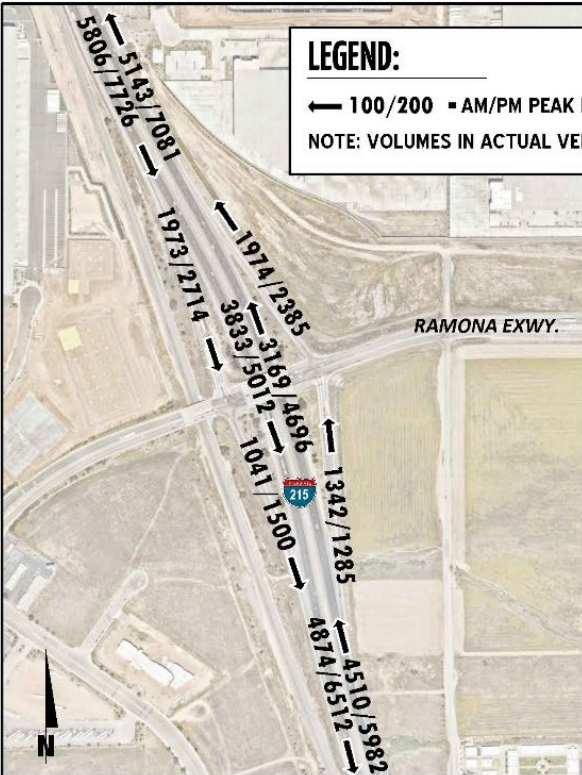 LEGEND:
100/200 = AM/PM PEAK
NOTE: VOLUMES IN ACTUAL
5143/7081
5806/7726
1974/2385
1973/2714
RAMONA EXWY.
3169/4696
3833/5012
1342/1285
1041/1500
215
4510/5982
4874/6512
N